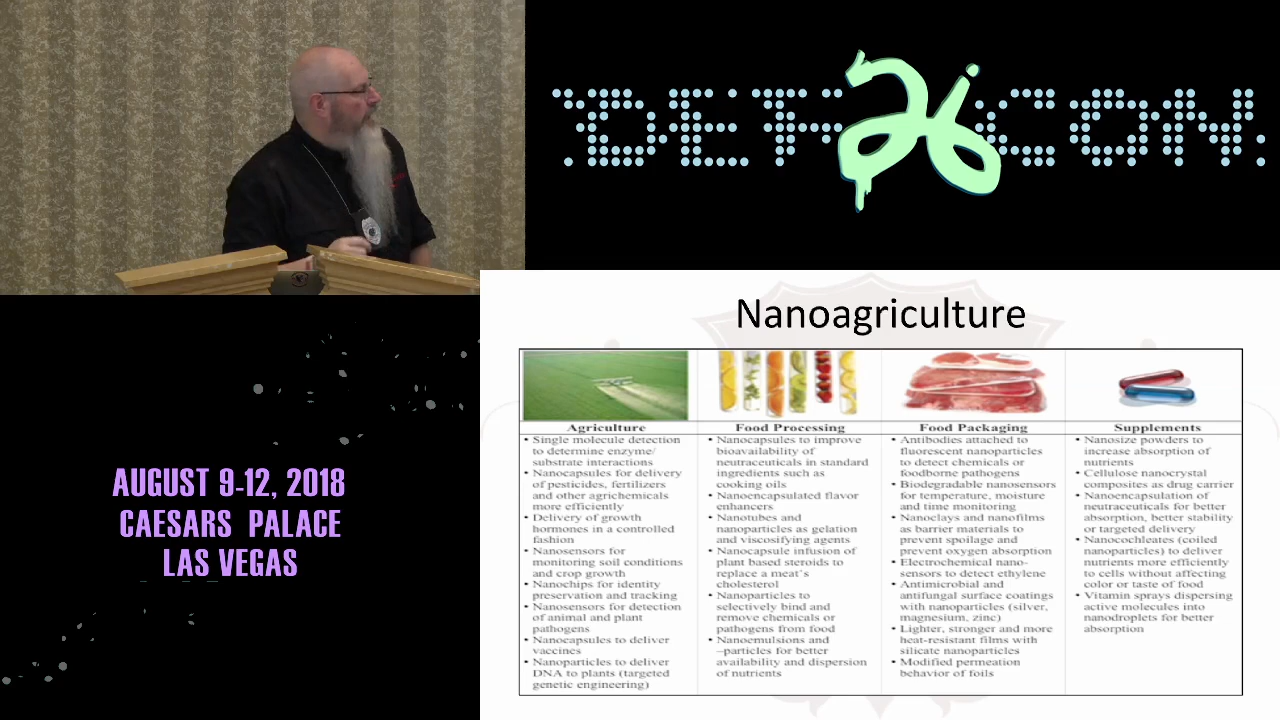 DEF 26 CON
AUGUST 9-12, 2018
CAESARS PALACE
LAS VEGAS
Nanoagriculture
Agriculture
• Single molecule detection
to determine enzyme/
substrate interactions
• Nanocapsules for delivery
of pesticides, fertilizers
and other agrichemicals
more efficiently
• Delivery of growth
hormones in a controlled
fashion
• Nanosensors for
monitoring soil conditions
and crop growth
• Nanochips for identity
preservation and tracking
• Nanosensors for detection
of animal and plant
pathogens
• Nanocapsules to deliver
vaccines
• Nanoparticles to deliver
DNA to plants (targeted
genetic engineering)
Food Processing
• Nanocapsules to improve
bioavailability of
neutraceuticals in standard
ingredients such as
cooking oils
• Nanoencapsulated flavor
enhancers
• Nanotubes and
nanoparticles as gelation
and viscosifying agents
• Nanocapsule infusion of
plant based steroids to
replace a meat's
cholesterol
• Nanoparticles to
selectively bind and
remove chemicals or
pathogens from food
• Nanoemulsions and
–particles for better
availability and dispersion
of nutrients
Food Packaging
• Antibodies attached to
fluorescent nanoparticles
to detect chemicals or
foodborne pathogens
• Biodegradable nanosensors
for temperature, moisture
and time monitoring
• Nanoclays and nanofilms
as barrier materials to
prevent spoilage and
prevent oxygen absorption
• Electrochemical nano-
sensors to detect ethylene
• Antimicrobial and
antifungal surface coatings
with nanoparticles (silver,
magnesium, zinc)
• Lighter, stronger and more
heat-resistant films with
silicate nanoparticles
• Modified permeation
behavior of foils
Supplements
• Nanosize powders to
increase absorption of
nutrients
• Cellulose nanocrystal
composites as drug carrier
• Nanoencapsulation of
neutraceuticals for better
absorption, better stability
or targeted delivery
• Nanocochleates (coiled
nanoparticles) to deliver
nutrients more efficiently
to cells without affecting
color or taste of food
• Vitamin sprays dispersing
active molecules into
nanodroplets for better
absorption